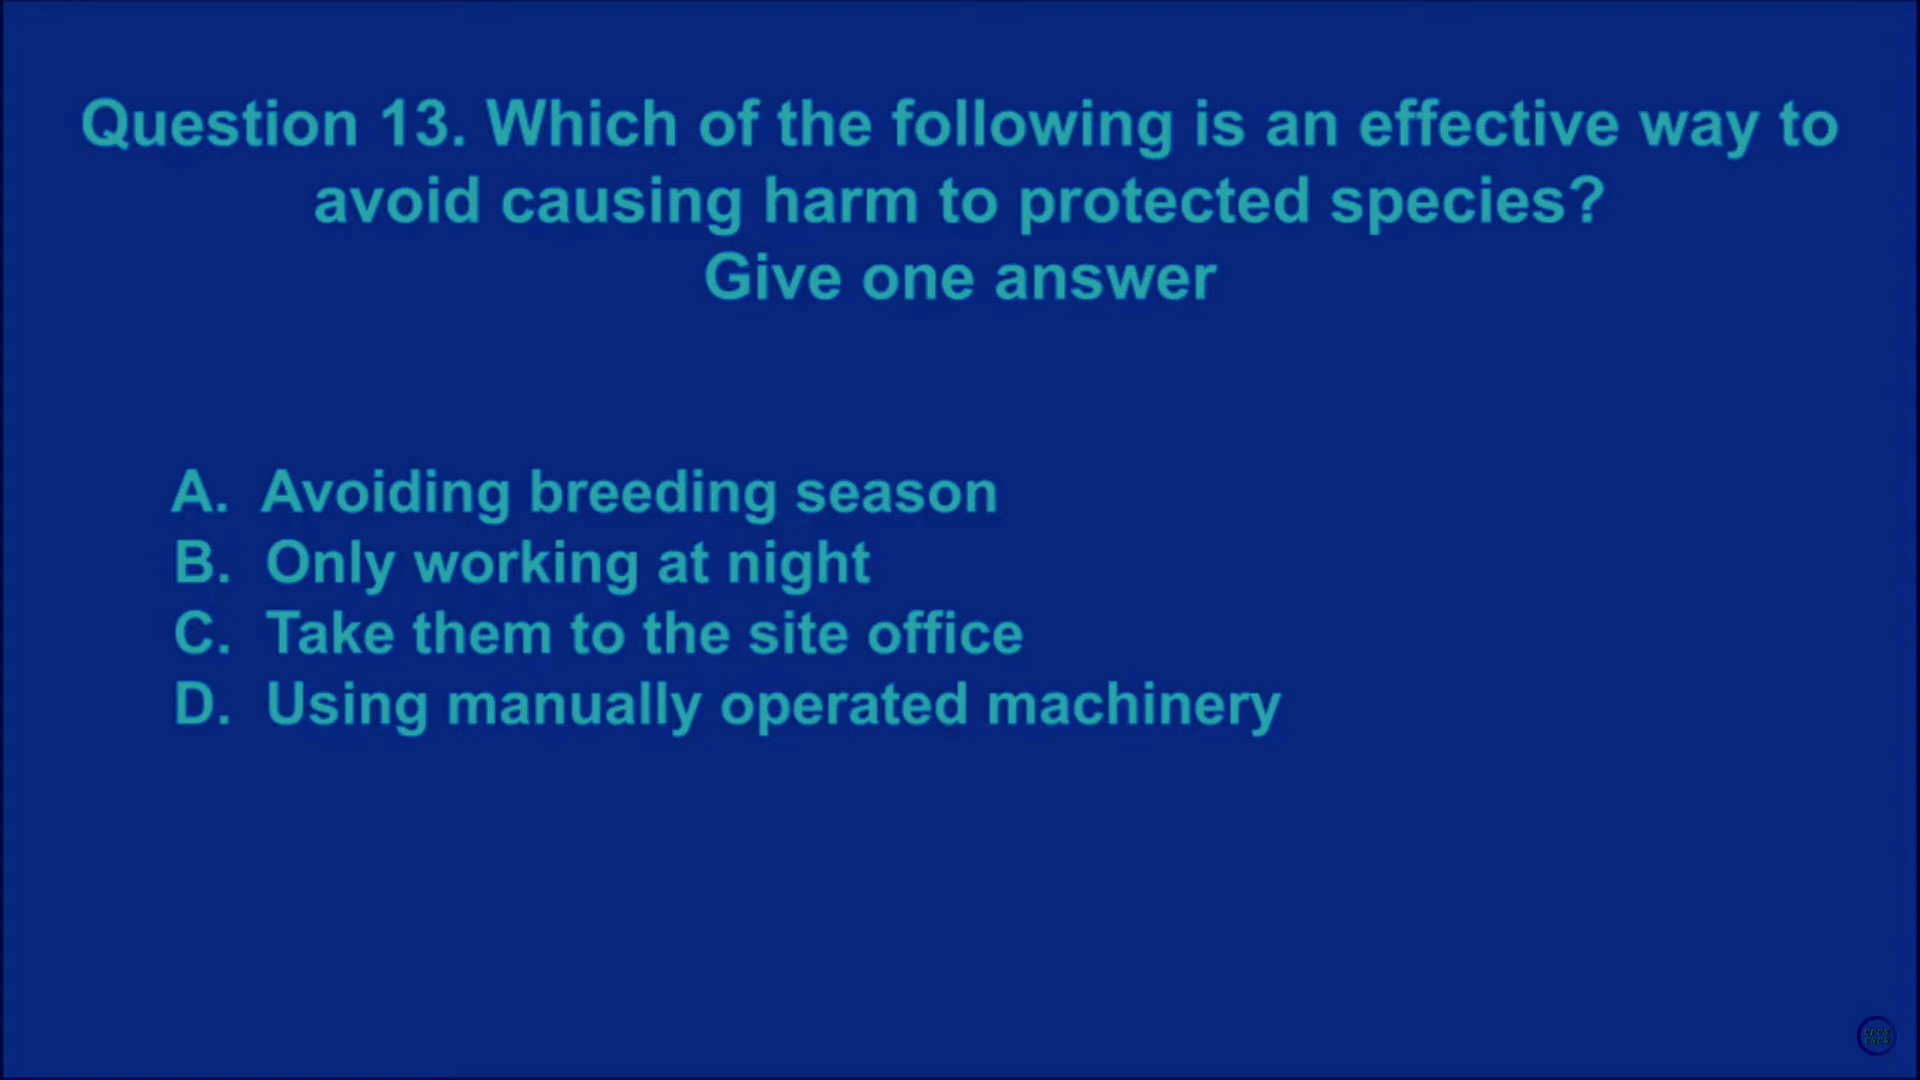 Question 13. Which of the following is an effective way to
avoid causing harm to protected species?
Give one answer
A. Avoiding breeding season
B. Only working at night
C. Take them to the site office
D. Using manually operated machinery